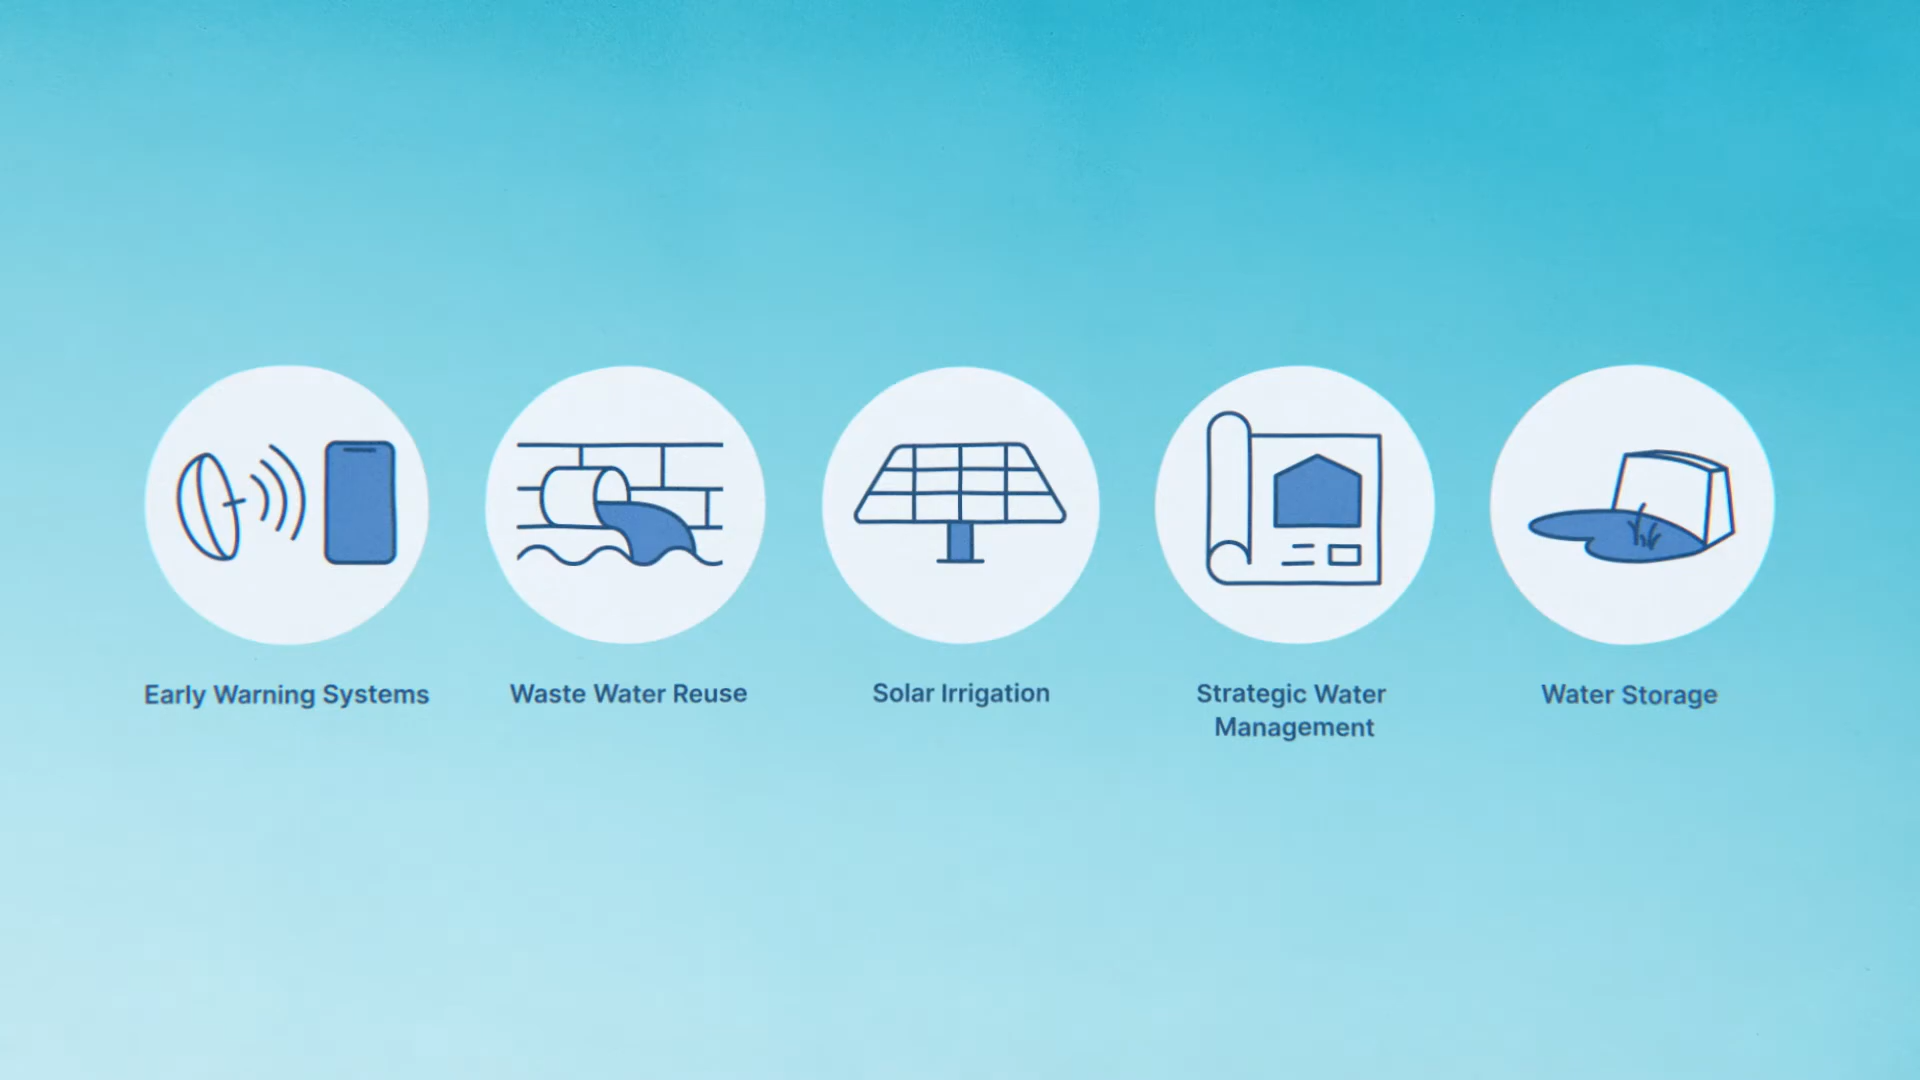 Early Warning Systems
Waste Water Reuse
Solar Irrigation
Strategic Water
Management
Water Storage